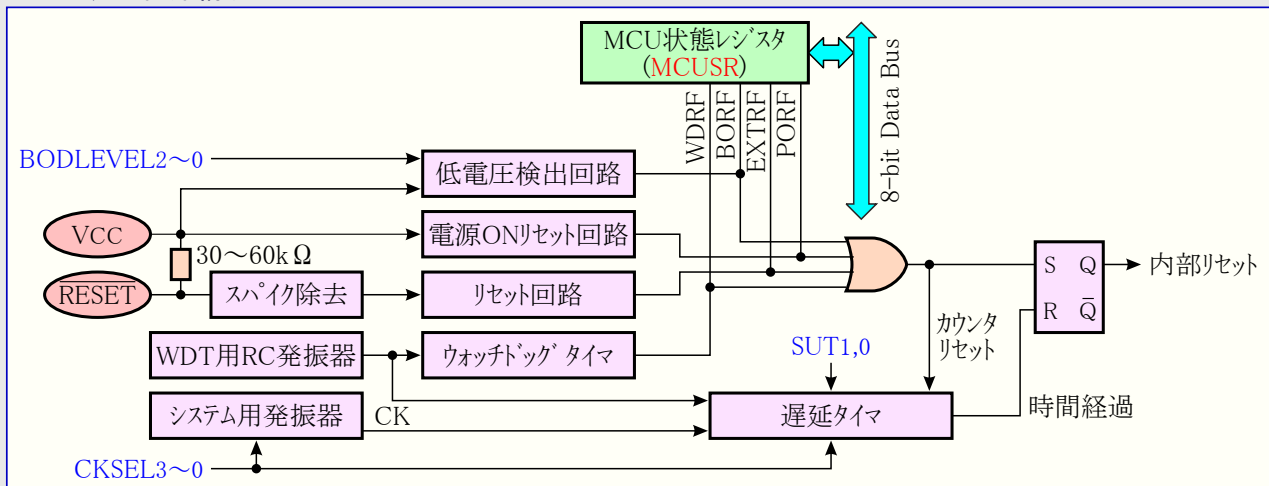 MCU状態レジスタ
(MCUSR)
WDRF
BORF
EXTRF
PORF
8-bit Data Bus
BODLEVEL2〜0
低電圧検出回路
VCC
電源ONリセット回路
30〜60kΩ
RESET
スパイク除去
リセット回路
S Q
R Q̄
内部リセット
WDT用RC発振器
ウォッチドッグ タイマ
SUT1,0
カウンタ
リセット
システム用発振器
CK
遅延タイマ
時間経過
CKSEL3〜0